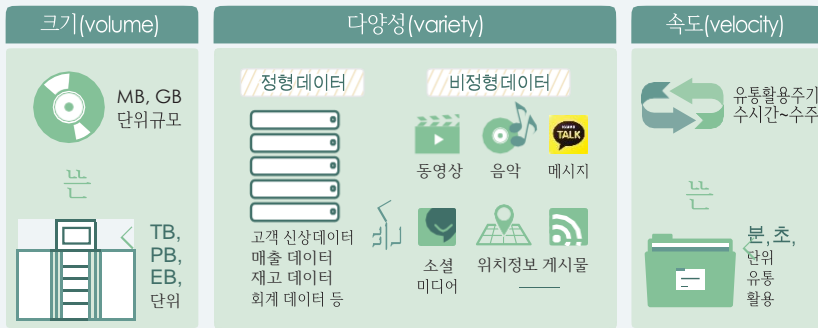 크기(volume)
MB, GB
단위규모
TB,
PB,
EB,
단위
다양성(variety)
정형데이터
고객 신상데이터
매출 데이터
재고 데이터
회계 데이터 등
비정형데이터
TALK
동영상
음악
메시지
소셜
미디어
위치정보
게시물
속도(velocity)
유통활용주기
수시간~수주
분,초,
단위
유통
활용